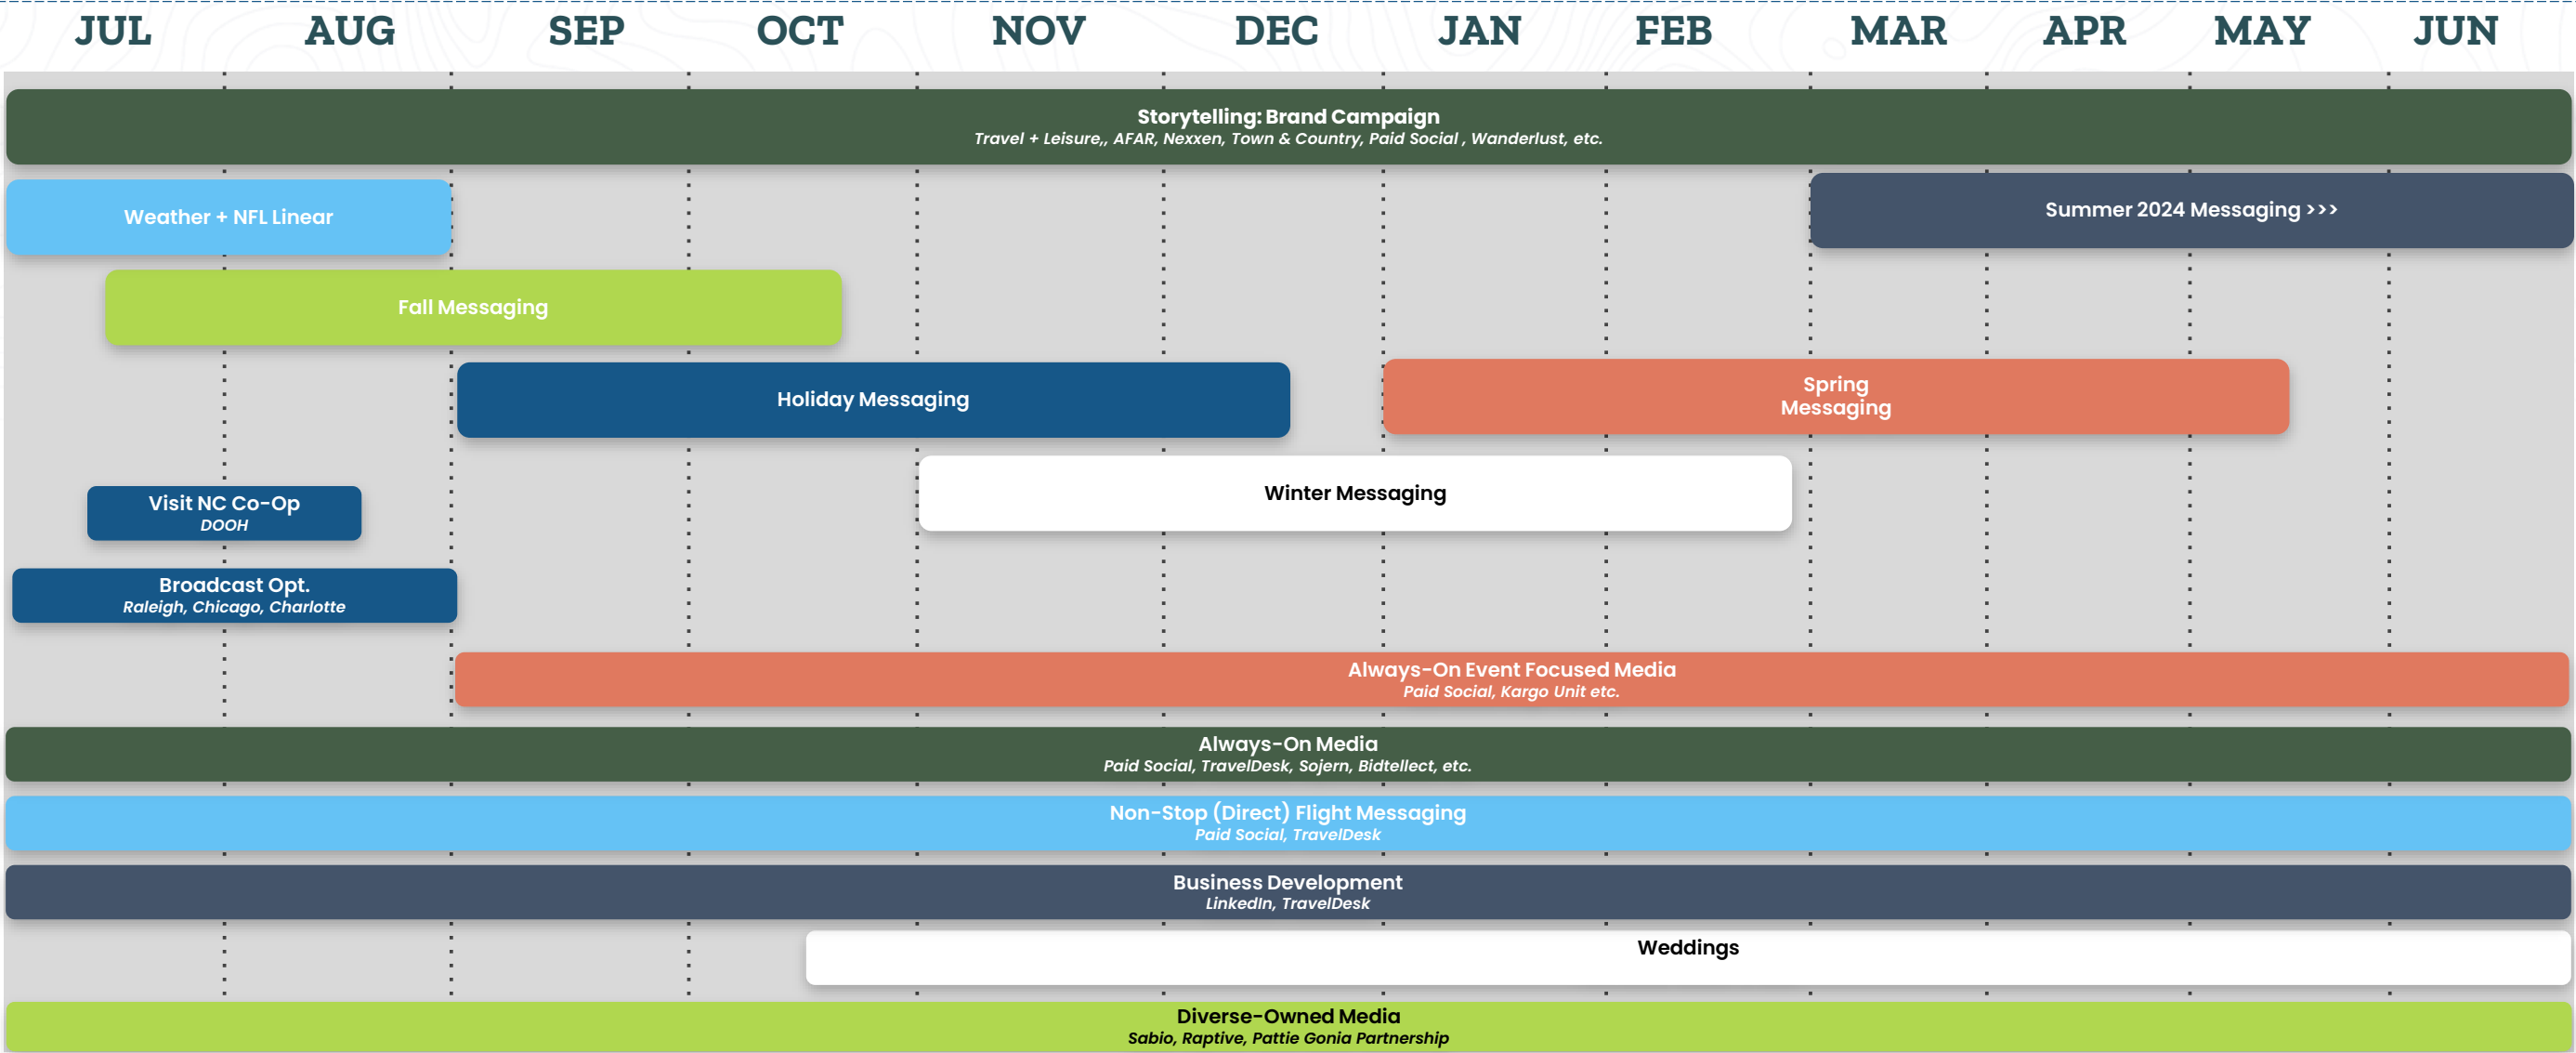 JUL AUG SEP OCT NOV DEC JAN FEB MAR APR MAY JUN
Storytelling: Brand Campaign
Travel + Leisure,, AFAR, Nexxen, Town & Country, Paid Social , Wanderlust, etc.
Weather + NFL Linear
Summer 2024 Messaging >>>
Fall Messaging
Holiday Messaging
Spring
Messaging
Winter Messaging
Visit NC Co-Op
DOOH
Broadcast Opt.
Raleigh, Chicago, Charlotte
Always-On Event Focused Media
Paid Social, Kargo Unit etc.
Always-On Media
Paid Social, TravelDesk, Sojern, Bidtellect, etc.
Non-Stop (Direct) Flight Messaging
Paid Social, TravelDesk
Business Development
LinkedIn, TravelDesk
Weddings
Diverse-Owned Media
Sabio, Raptive, Pattie Gonia Partnership